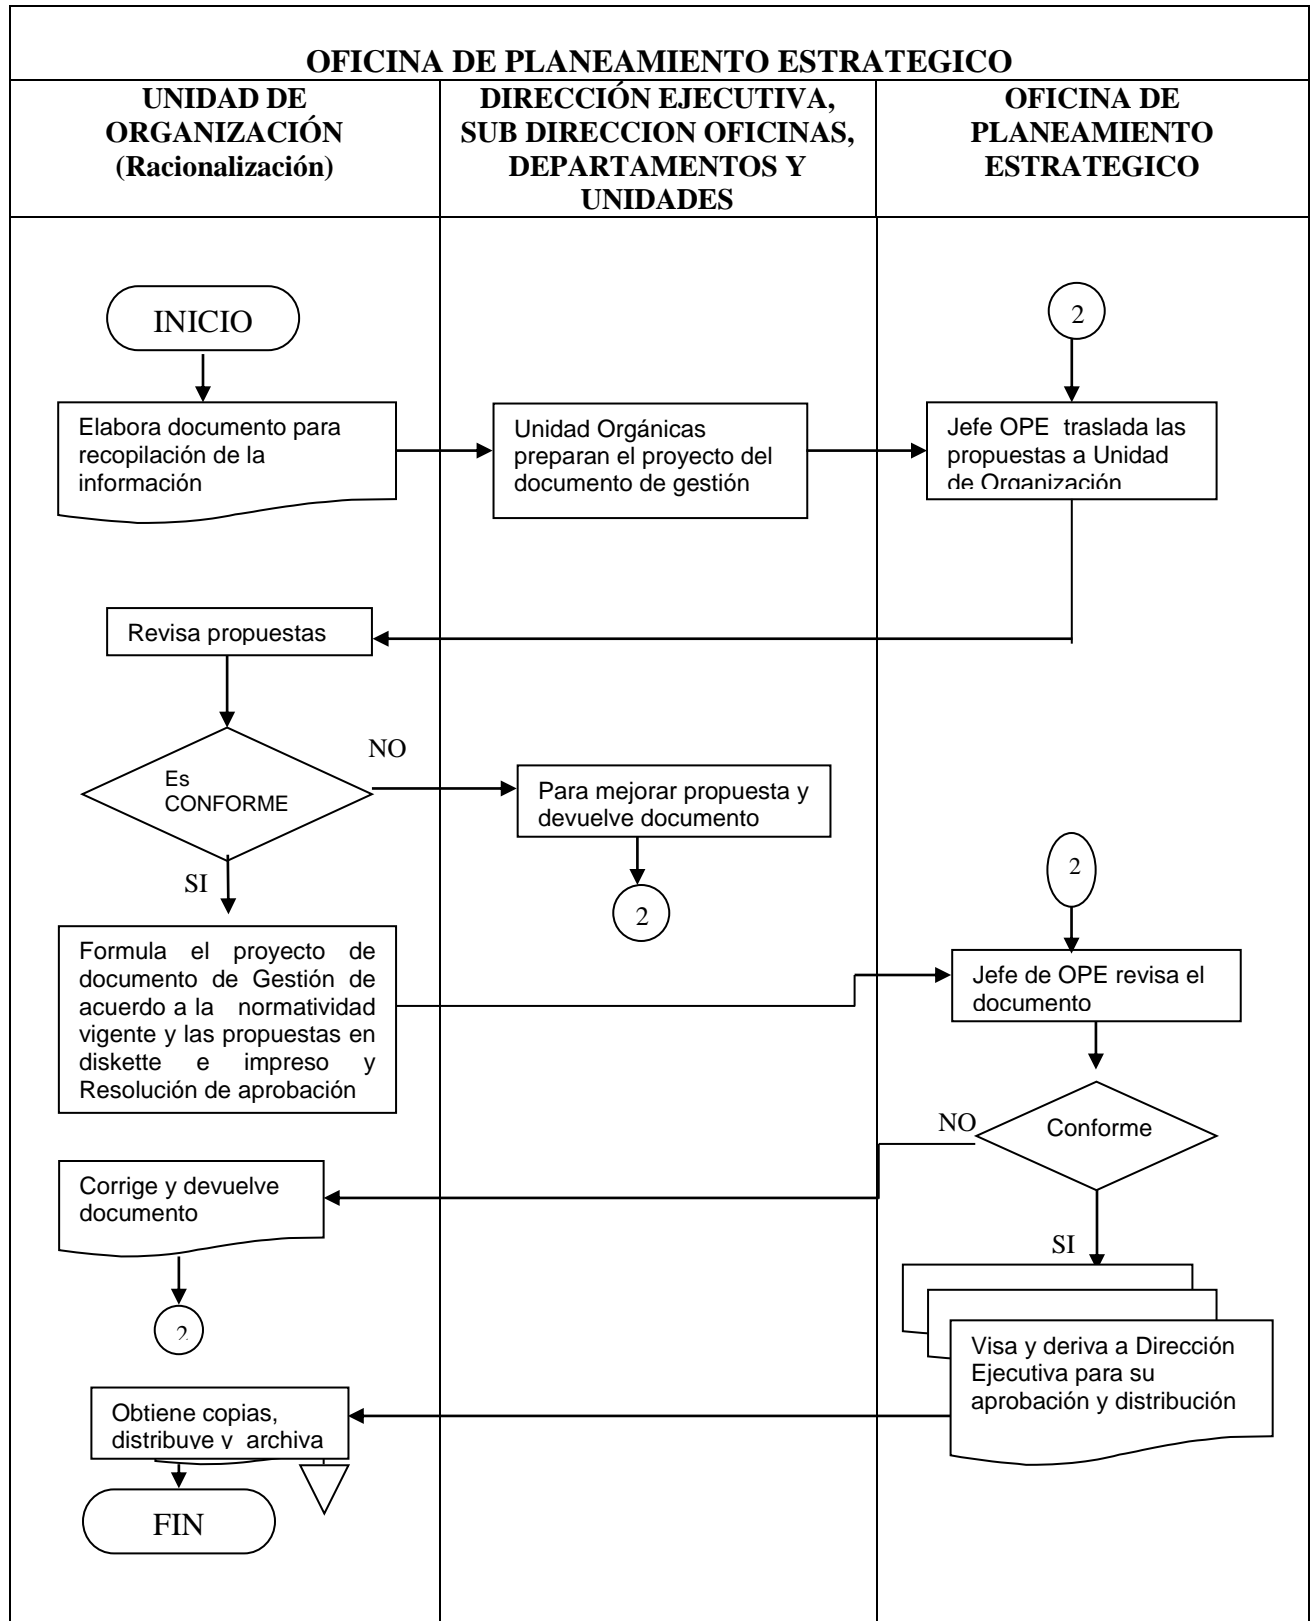 OFICINA DE PLANEAMIENTO ESTRATEGICO
UNIDAD DE
ORGANIZACIÓN
(Racionalización)
DIRECCIÓN EJECUTIVA,
SUB DIRECCION OFICINAS,
DEPARTAMENTOS Y
UNIDADES
OFICINA DE
PLANEAMIENTO
ESTRATEGICO
INICIO
2
Elabora documento para
recopilación de la
información
Unidad Orgánicas
preparan el proyecto del
documento de gestión
Jefe OPE traslada las
propuestas a Unidad
de Organización
Revisa propuestas
Es
CONFORME
NO
Para mejorar propuesta y
devuelve documento
2
SI
2
Formula el proyecto de
documento de Gestión de
acuerdo a la normatividad
vigente y las propuestas en
diskette e impreso y
Resolución de aprobación
Jefe de OPE revisa el
documento
Conforme
NO
Corrige y devuelve
documento
2
SI
Visa y deriva a Dirección
Ejecutiva para su
aprobación y distribución
Obtiene copias,
distribuye y archiva
FIN